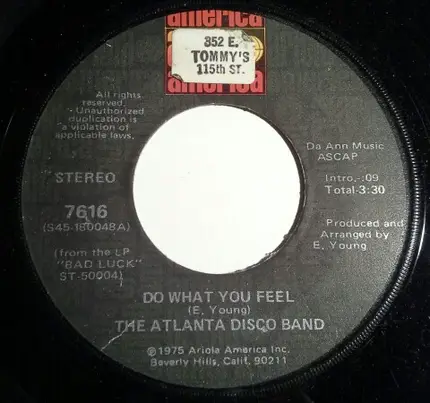 america
852 E.
TOMMY'S
115th ST.
america
All rights
reserved.
Unauthorized
duplication is
a violation of
applicable laws.
STEREO
7616
(S45-18004BA)
(from the LP
"BAD LUCK"
ST-50004)
Da Ann Music
ASCAP
Intro.-:09
Total-3:30
Produced and
Arranged by
E. Young
DO WHAT YOU FEEL
(E. Young)
THE ATLANTA DISCO BAND
℗1975 Ariola America Inc.
Beverly Hills, Calif. 90211